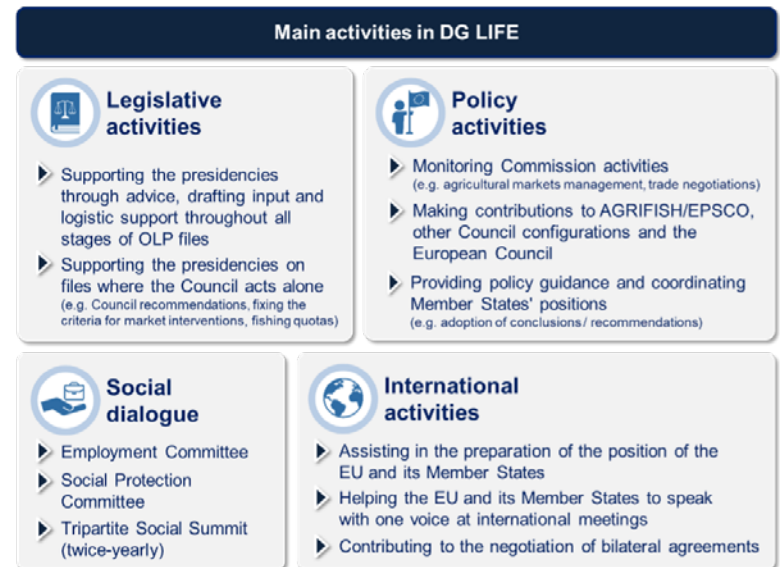 Main activities in DG LIFE
Legislative
activities
Supporting the presidencies
through advice, drafting input and
logistic support throughout all
stages of OLP files
Supporting the presidencies on
files where the Council acts alone
(e.g. Council recommendations, fixing the
criteria for market interventions, fishing quotas)
Policy
activities
Monitoring Commission activities
(e.g. agricultural markets management, trade negotiations)
Making contributions to AGRIFISH/EPSCO,
other Council configurations and the
European Council
Providing policy guidance and coordinating
Member States' positions
(e.g. adoption of conclusions / recommendations)
Social
dialogue
Employment Committee
Social Protection
Committee
Tripartite Social Summit
(twice-yearly)
International
activities
Assisting in the preparation of the position of the
EU and its Member States
Helping the EU and its Member States to speak
with one voice at international meetings
Contributing to the negotiation of bilateral agreements